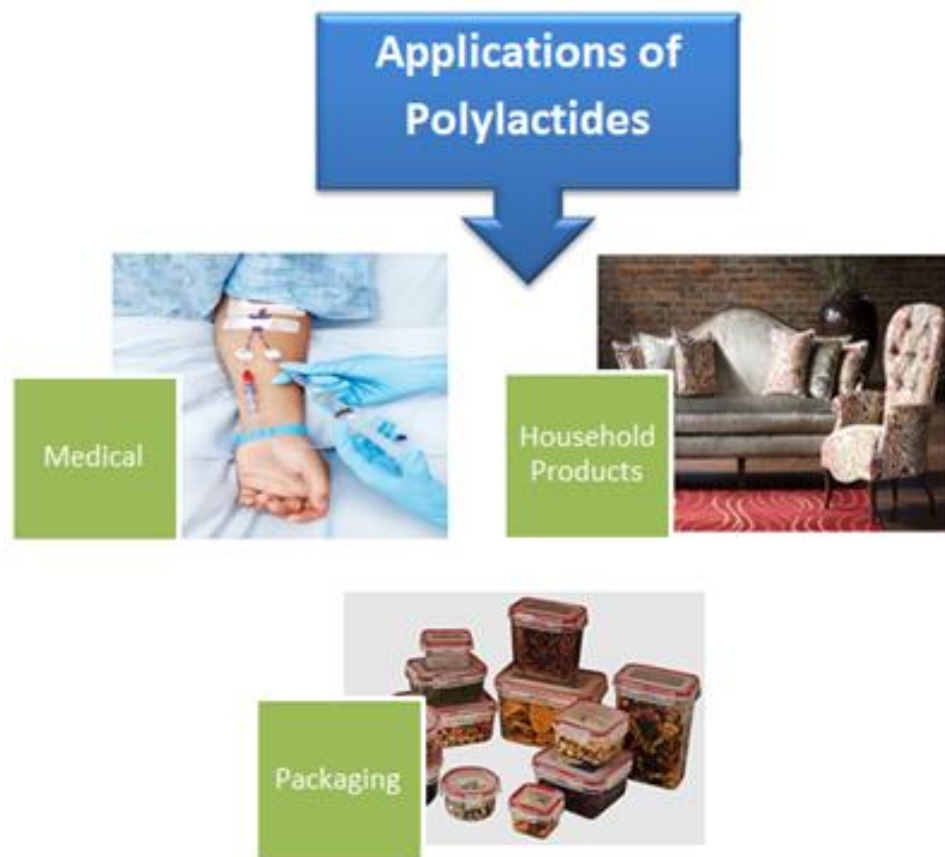 Applications of
Polylactides
Medical
Household
Products
Packaging